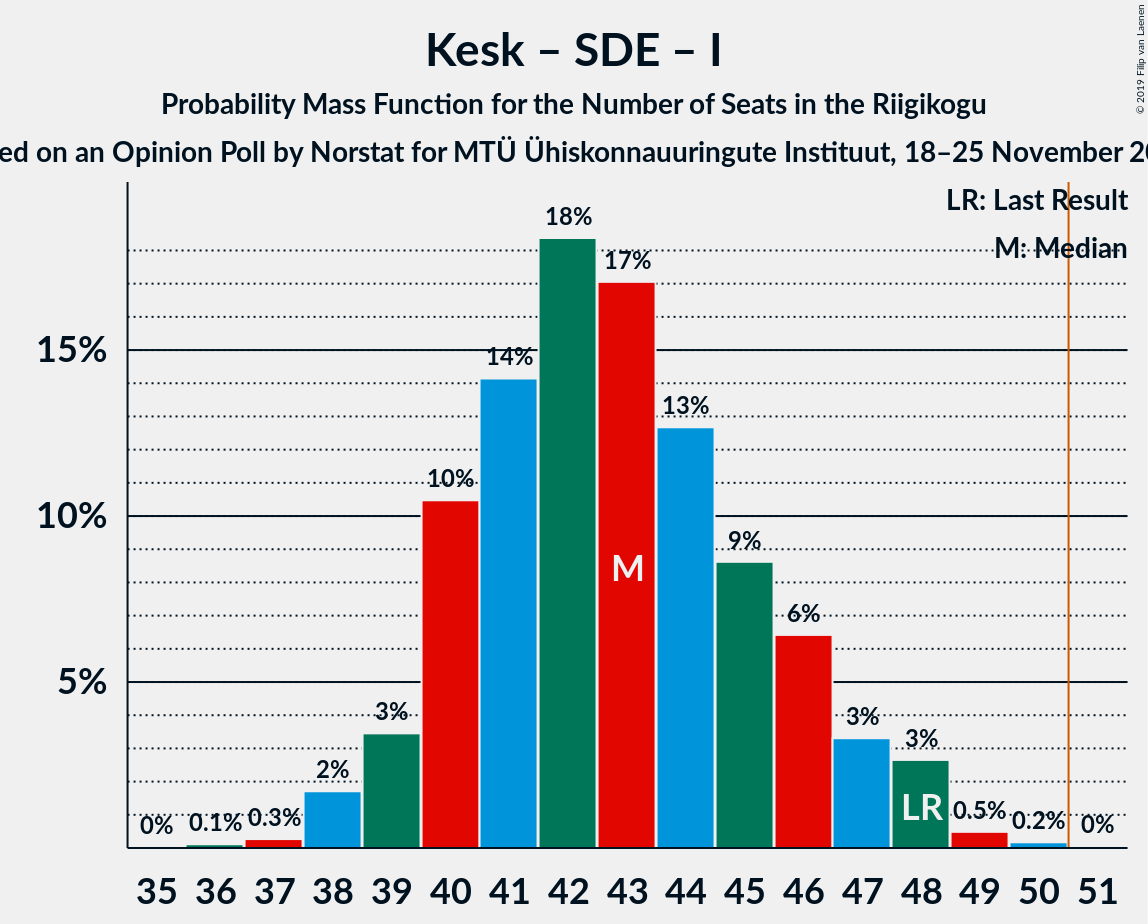 Kesk – SDE – I
Probability Mass Function for the Number of Seats in the Riigikogu
ed on an Opinion Poll by Norstat for MTÜ Ühiskonnauuringute Instituut, 18–25 November 20
© 2019 Filip van Laenen
LR: Last Result
M: Median
18%
17%
15%
14%
13%
10%
10%
9%
M
6%
5%
3%
3%
3%
2%
LR
0% 0.1% 0.3% 0.5% 0.2% 0%
35 36 37 38 39 40 41 42 43 44 45 46 47 48 49 50 51